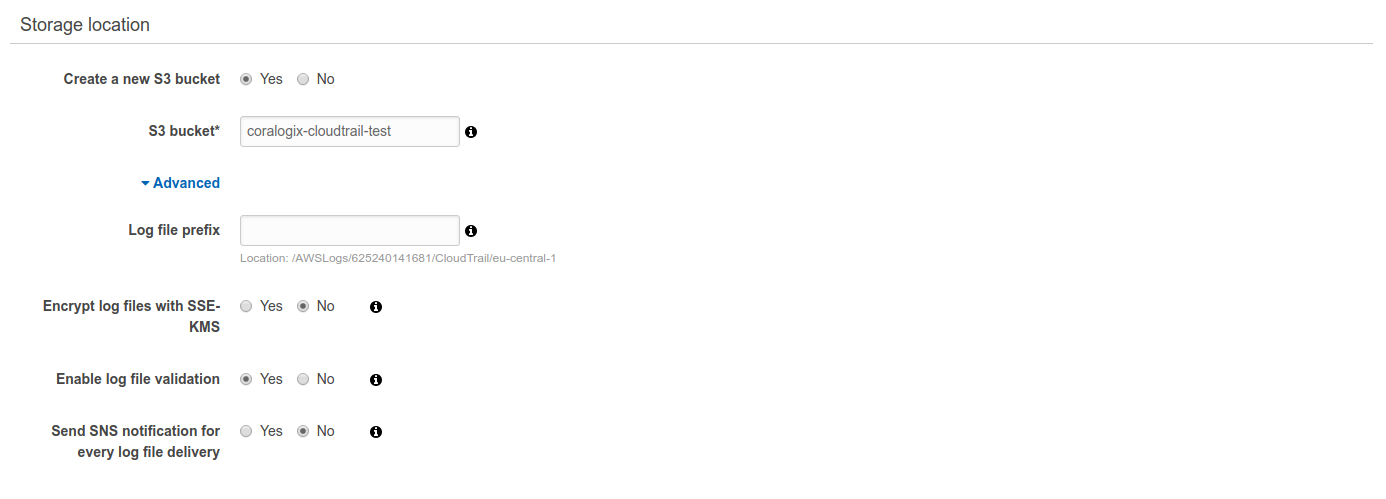 Storage location
Create a new S3 bucket Yes No
S3 bucket* coralogix-cloudtrail-test
Advanced
Log file prefix
Location: /AWSLogs/625240141681/CloudTrail/eu-central-1
Encrypt log files with SSE- Yes No
KMS
Enable log file validation Yes No
Send SNS notification for Yes No
every log file delivery